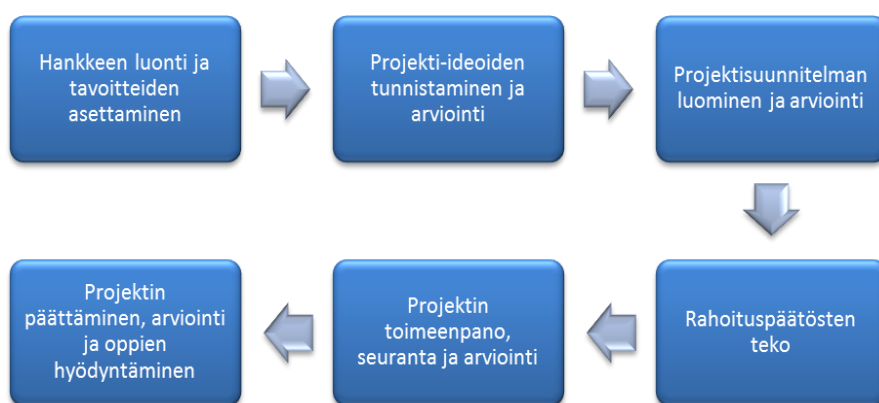 Hankkeen luonti ja
tavoitteiden
asettaminen
Projekti-ideoiden
tunnistaminen ja
arviointi
Projektisuunnitelman
luominen ja arviointi
Rahoituspäätösten
teko
Projektin
toimeenpano,
seuranta ja arviointi
Projektin
päättäminen, arviointi
ja oppien
hyödyntäminen